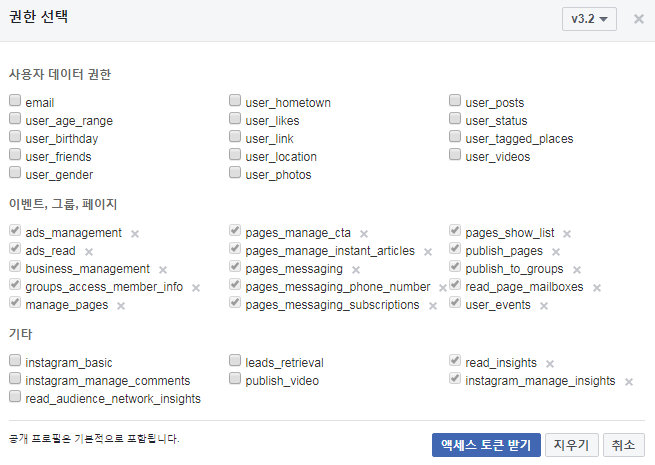 권한 선택 v3.2
사용자 데이터 권한
email user_hometown user_posts
user_age_range user_likes user_status
user_birthday user_link user_tagged_places
user_friends user_location user_videos
user_gender user_photos
이벤트, 그룹, 페이지
ads_management pages_manage_cta pages_show_list
ads_read pages_manage_instant_articles publish_pages
business_management pages_messaging publish_to_groups
groups_access_member_info pages_messaging_phone_number read_page_mailboxes
manage_pages pages_messaging_subscriptions user_events
기타
instagram_basic leads_retrieval read_insights
instagram_manage_comments publish_video instagram_manage_insights
read_audience_network_insights
공개 프로필은 기본적으로 포함됩니다. 액세스 토큰 받기 지우기 취소